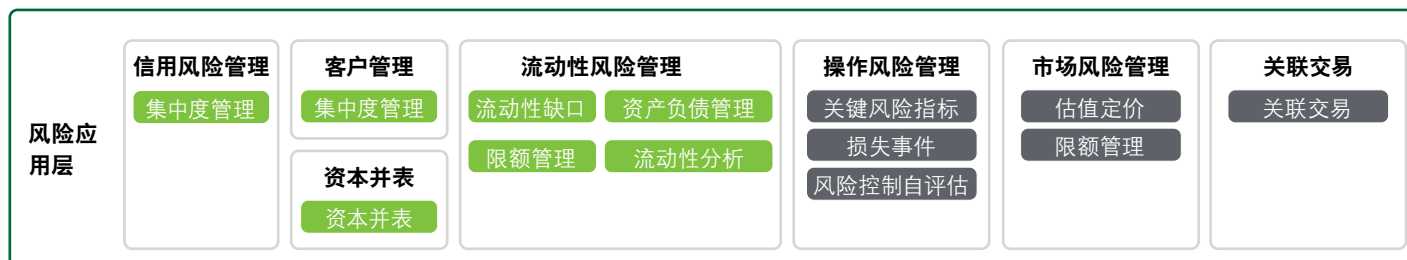 风险应
用层
信用风险管理
集中度管理
客户管理
集中度管理
资本并表
资本并表
流动性风险管理
流动性缺口
资产负债管理
限额管理
流动性分析
操作风险管理
关键风险指标
损失事件
风险控制自评估
市场风险管理
估值定价
限额管理
关联交易
关联交易